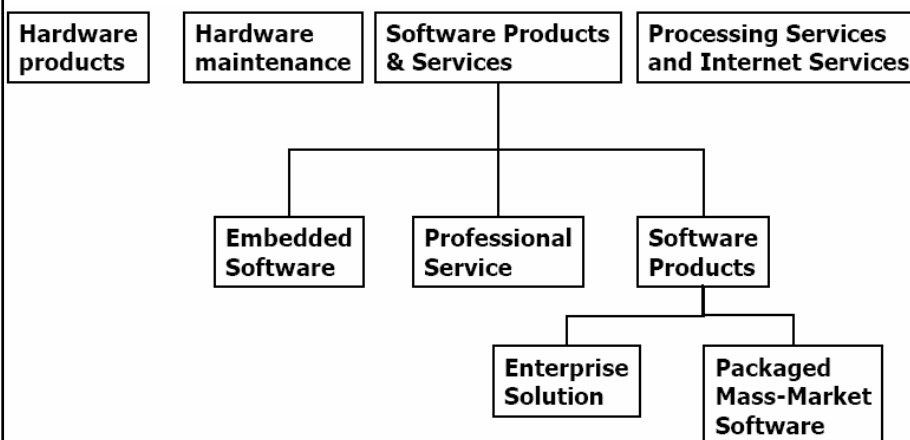 Hardware
products
Hardware
maintenance
Software Products
& Services
Processing Services
and Internet Services
Embedded
Software
Professional
Service
Software
Products
Enterprise
Solution
Packaged
Mass-Market
Software